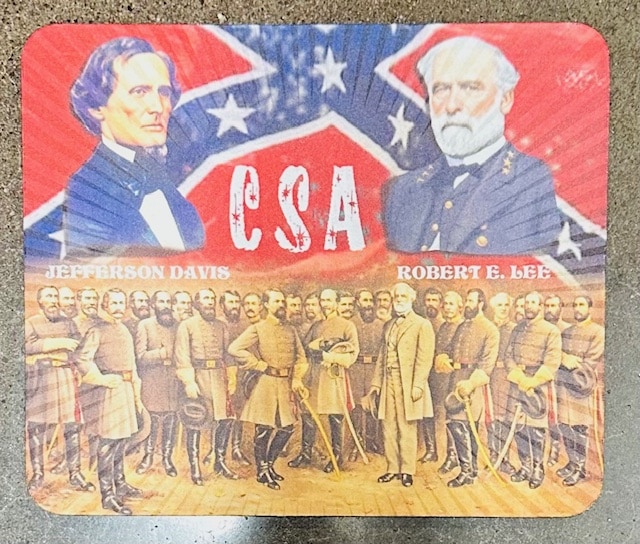 CSA
JEFFERSON DAVIS
ROBERT E. LEE